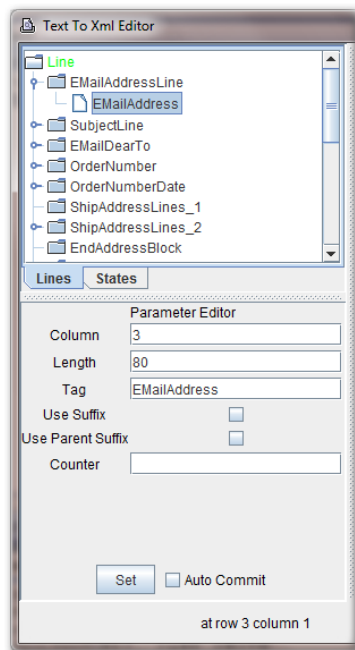 Text To Xml Editor
Line
EMailAddressLine
EMailAddress
SubjectLine
EMailDearTo
OrderNumber
OrderNumberDate
ShipAddressLines_1
ShipAddressLines_2
EndAddressBlock
Lines States
Parameter Editor
Column 3
Length 80
Tag EMailAddress
Use Suffix
Use Parent Suffix
Counter
Set Auto Commit
at row 3 column 1